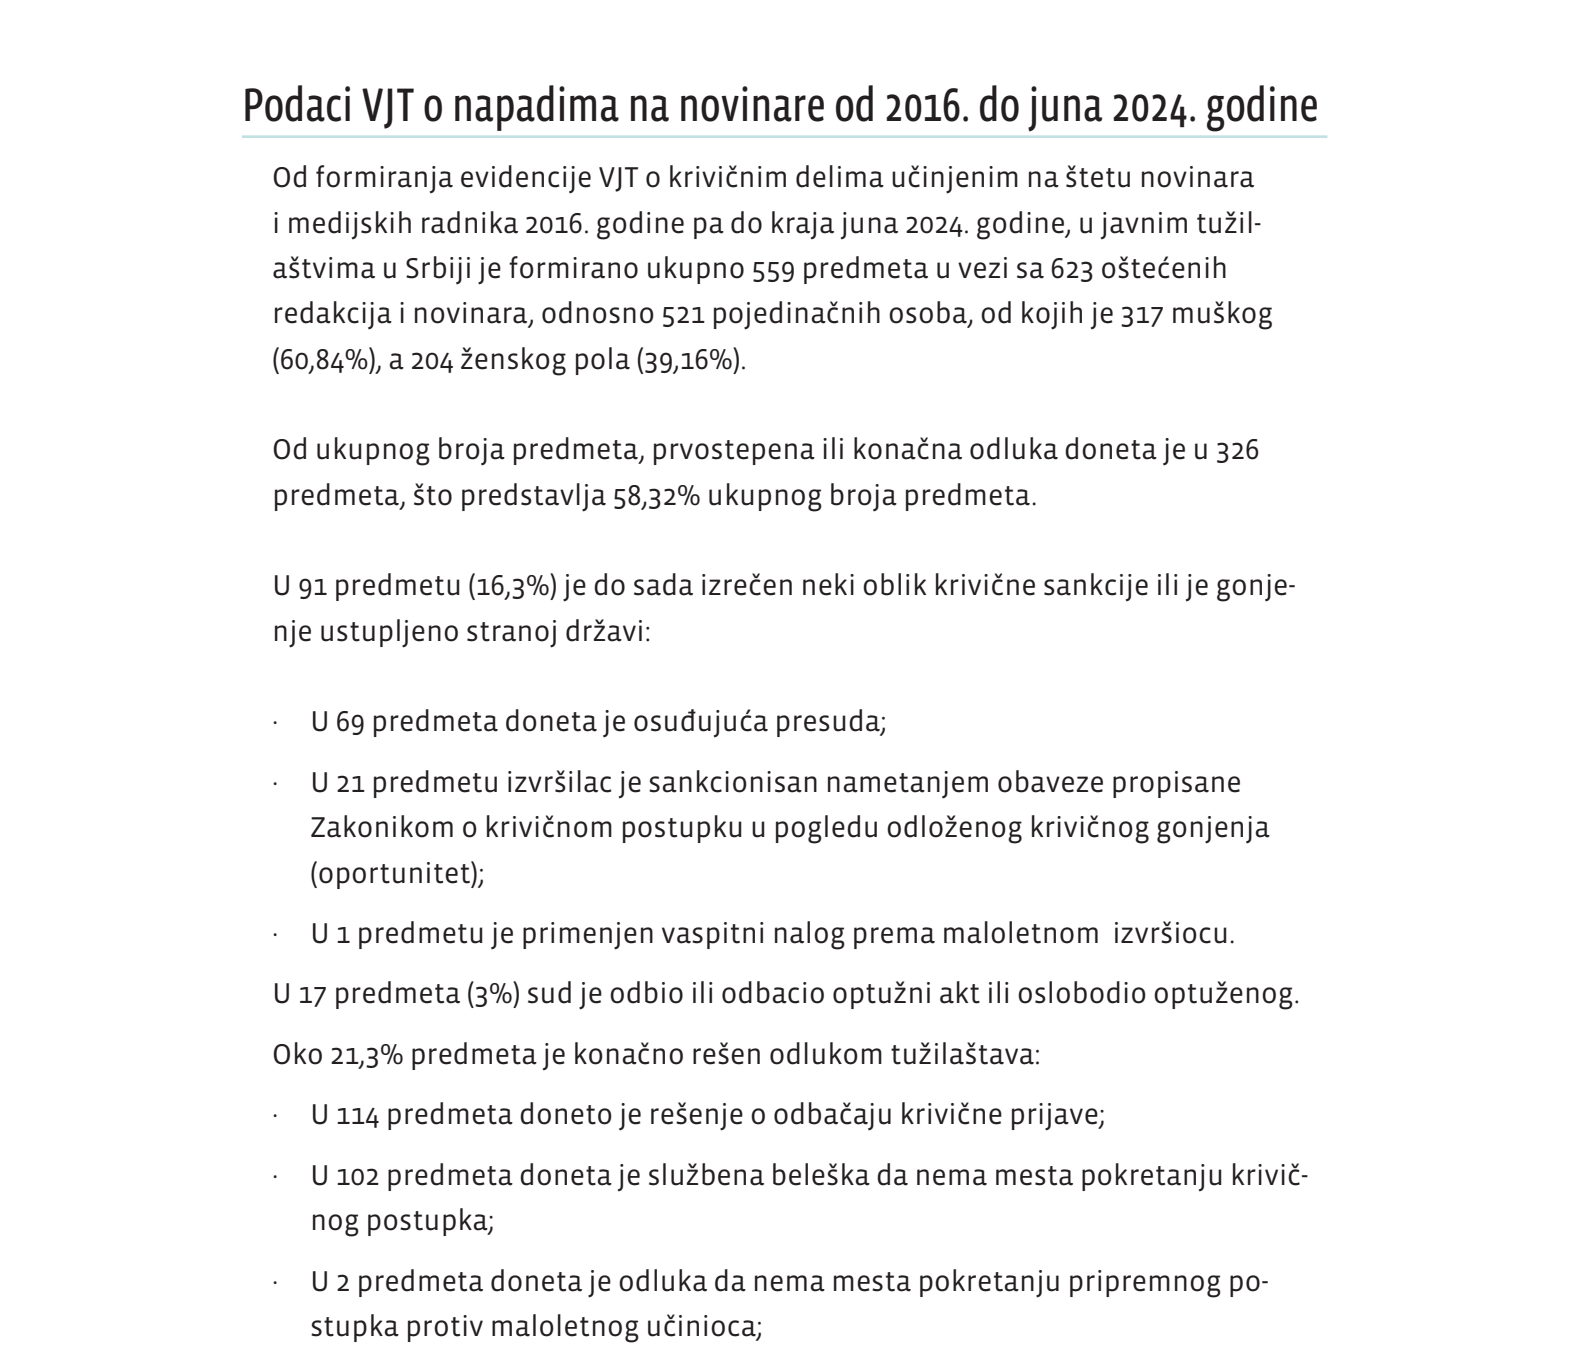 Podaci VJT o napadima na novinare od 2016. do juna 2024. godine
Od formiranja evidencije VJT o krivičnim delima učinjenim na štetu novinara
i medijskih radnika 2016. godine pa do kraja juna 2024. godine, u javnim tužil-
aštvima u Srbiji je formirano ukupno 559 predmeta u vezi sa 623 oštećenih
redakcija i novinara, odnosno 521 pojedinačnih osoba, od kojih je 317 muškog
(60,84%), a 204 ženskog pola (39,16%).
Od ukupnog broja predmeta, prvostepena ili konačna odluka doneta je u 326
predmeta, što predstavlja 58,32% ukupnog broja predmeta.
U 91 predmetu (16,3%) je do sada izrečen neki oblik krivične sankcije ili je gonje-
nje ustupljeno stranoj državi:
· U 69 predmeta doneta je osuđujuća presuda;
· U 21 predmetu izvršilac je sankcionisan nametanjem obaveze propisane
Zakonikom o krivičnom postupku u pogledu odloženog krivičnog gonjenja
(oportunitet);
· U 1 predmetu je primenjen vaspitni nalog prema maloletnom  izvršiocu.
U 17 predmeta (3%) sud je odbio ili odbacio optužni akt ili oslobodio optuženog.
Oko 21,3% predmeta je konačno rešen odlukom tužilaštava:
· U 114 predmeta doneto je rešenje o odbačaju krivične prijave;
· U 102 predmeta doneta je službena beleška da nema mesta pokretanju krivič-
nog postupka;
· U 2 predmeta doneta je odluka da nema mesta pokretanju pripremnog po-
stupka protiv maloletnog učinioca;